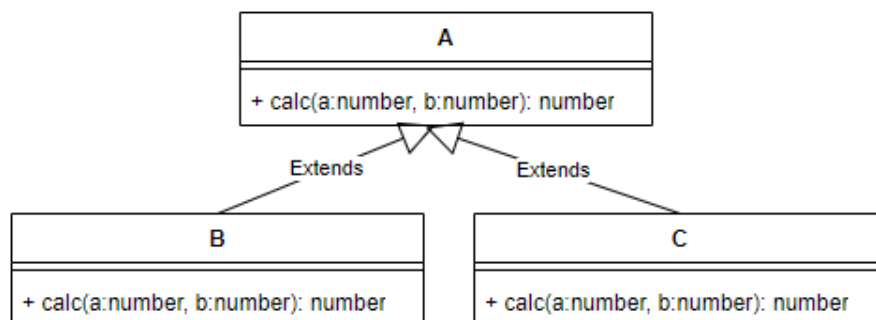 A
+ calc(a:number, b:number): number
Extends
Extends
B
+ calc(a:number, b:number): number
C
+ calc(a:number, b:number): number